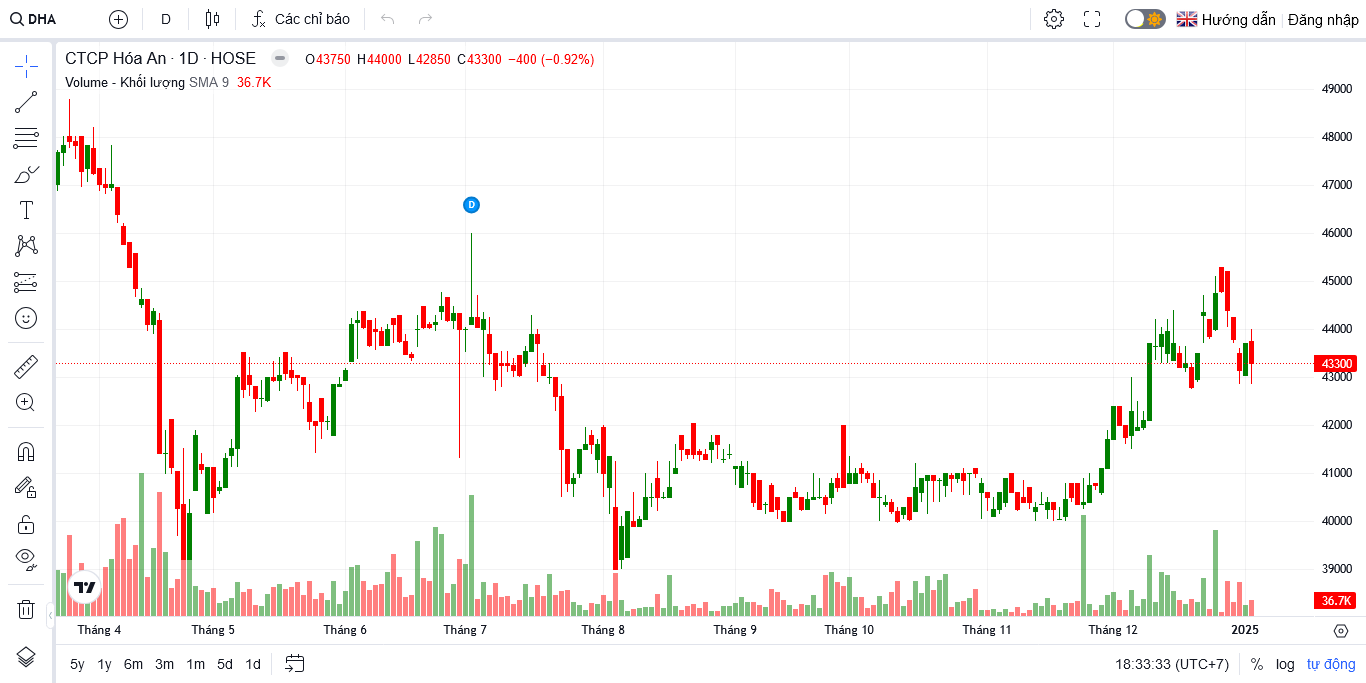 DHA D Các chỉ báo Hướng dẫn Đăng nhập
CTCP Hóa An · 1D · HOSE O43750 H44000 L42850 C43300 −400 (−0.92%)
Volume - Khối lượng SMA 9 36.7K
49000
48000
47000
D
46000
45000
44000
43300
43000
42000
41000
40000
39000
36.7K
Tháng 4 Tháng 5 Tháng 6 Tháng 7 Tháng 8 Tháng 9 Tháng 10 Tháng 11 Tháng 12 2025
5y 1y 6m 3m 1m 5d 1d 18:33:33 (UTC+7) % log tự động